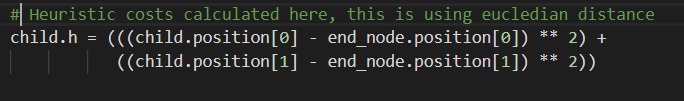 # Heuristic costs calculated here, this is using eucledian distance
child.h = (((child.position[0] - end_node.position[0]) ** 2) +
((child.position[1] - end_node.position[1]) ** 2))